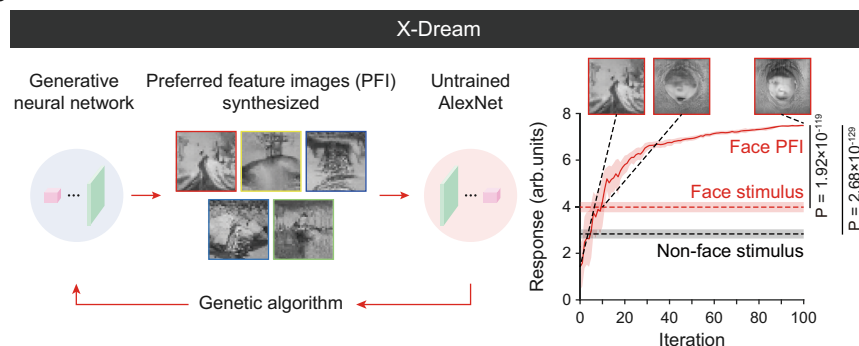 X-Dream
Generative
neural network
Preferred feature images (PFI)
synthesized
Untrained
AlexNet
...
...
Genetic algorithm
Response (arb.units)
8
6
4
2
0
Face PFI
Face stimulus
Non-face stimulus
P = 1.92×10⁻¹¹⁹
P = 2.68×10⁻¹²⁹
0
20
40
60
80
100
Iteration